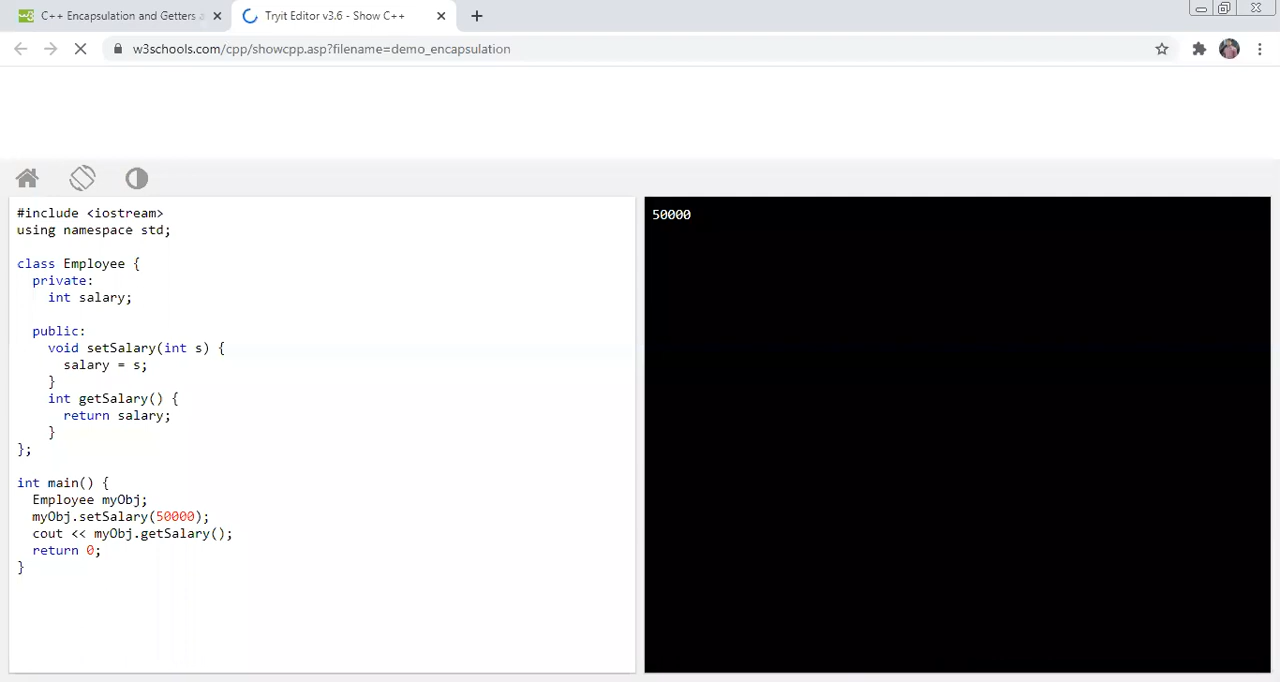 C++ Encapsulation and Getters a
Tryit Editor v3.6 - Show C++
w3schools.com/cpp/showcpp.asp?filename=demo_encapsulation
#include <iostream>
using namespace std;

class Employee {
  private:
    int salary;

  public:
    void setSalary(int s) {
      salary = s;
    }
    int getSalary() {
      return salary;
    }
};

int main() {
  Employee myObj;
  myObj.setSalary(50000);
  cout << myObj.getSalary();
  return 0;
}
50000